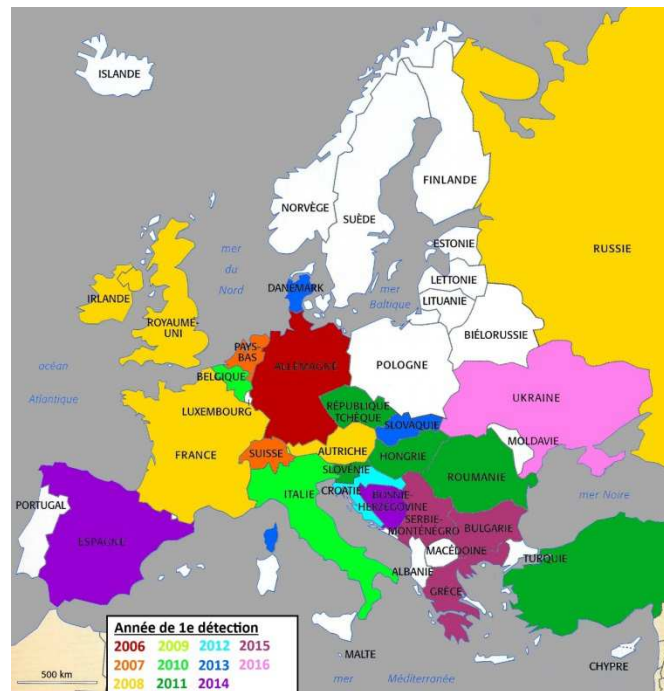 ISLANDE
FINLANDE
NORVÈGE
SUÈDE
ESTONIE
RUSSIE
mer
du
Nord
LETTONIE
DANEMARK
mer
Baltique
LITUANIE
IRLANDE
ROYAUME-
UNI
BIÉLORUSSIE
PAYS-
BAS
ALLEMAGNE
POLOGNE
océan
Atlantique
BELGIQUE
UKRAINE
LUXEMBOURG
RÉPUBLIQUE
TCHÈQUE
SLOVAQUIE
MOLDAVIE
FRANCE
SUISSE
AUTRICHE
HONGRIE
SLOVÉNIE
ROUMANIE
ITALIE
CROATIE
BOSNIE-
HERZÉGOVINE
mer Noire
PORTUGAL
ESPAGNE
SERBIE-
MONTÉNÉGRO
BULGARIE
MACÉDOINE
ALBANIE
TURQUIE
GRÈCE
Année de 1e détection
2006 2009 2012 2015
2007 2010 2013 2016
2008 2011 2014
500 km
MALTE
CHYPRE
mer Méditerranée